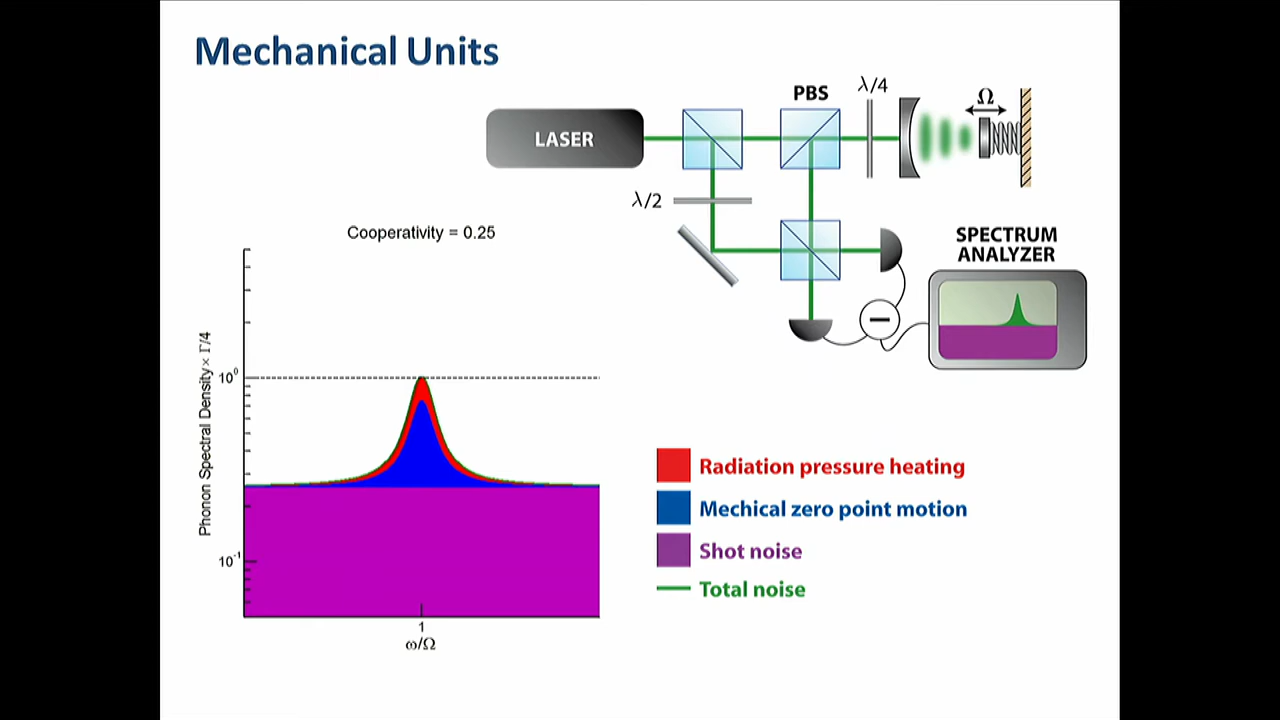 Mechanical Units
PBS
λ/4
Ω
LASER
λ/2
SPECTRUM
ANALYZER
Cooperativity = 0.25
Phonon Spectral Density × Γ/4
10⁰
10⁻¹
1
ω/Ω
Radiation pressure heating
Mechical zero point motion
Shot noise
Total noise